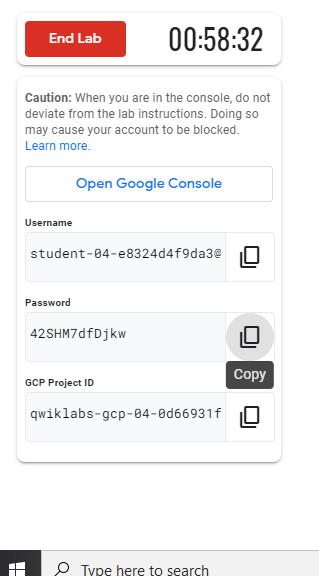 End Lab
00:58:32
Caution: When you are in the console, do not
deviate from the lab instructions. Doing so
may cause your account to be blocked.
Learn more.
Open Google Console
Username
student-04-e8324d4f9da3@
Password
42SHM7dfDjkw
Copy
GCP Project ID
qwiklabs-gcp-04-0d66931f
Type here to search